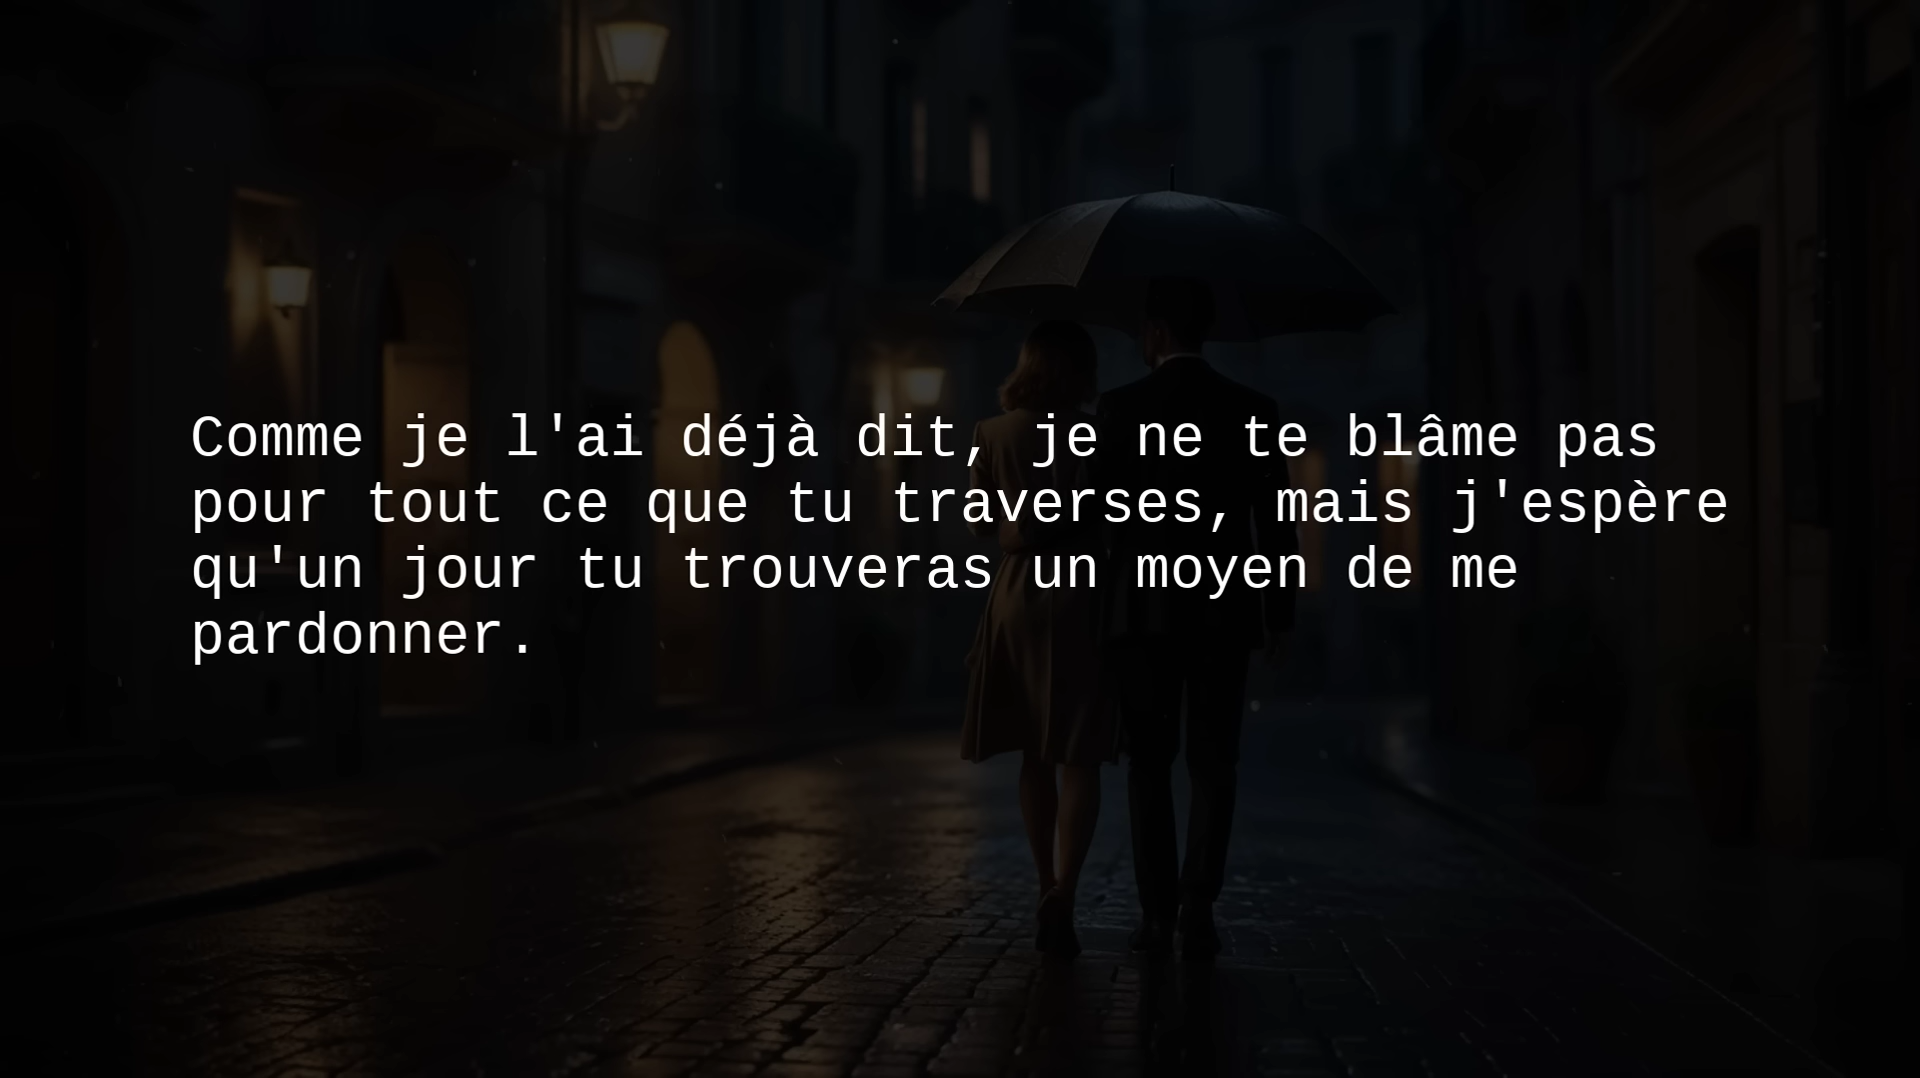 Comme je l'ai déjà dit, je ne te blâme pas
pour tout ce que tu traverses, mais j'espère
qu'un jour tu trouveras un moyen de me
pardonner.